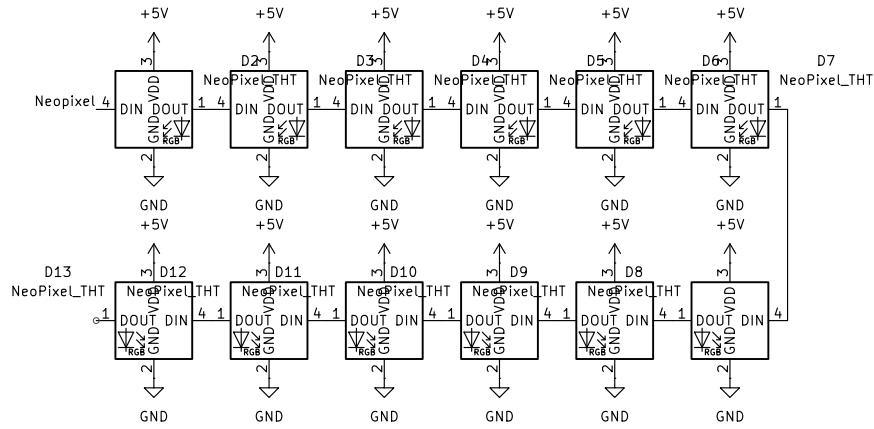 +5V +5V +5V +5V +5V +5V
D2 D3 D4 D5 D6 D7
3 3 3 3 3 3
NeoPixel_THT NeoPixel_THT NeoPixel_THT NeoPixel_THT NeoPixel_THT NeoPixel_THT
VDD VDD VDD VDD VDD VDD
Neopixel 4 DIN DOUT 1 4 DIN DOUT 1 4 DIN DOUT 1 4 DIN DOUT 1 4 DIN DOUT 1 4 DIN DOUT 1
GND GND GND GND GND GND
RGB RGB RGB RGB RGB RGB
2 2 2 2 2 2
GND GND GND GND GND GND
+5V +5V +5V +5V +5V +5V
D13 D12 D11 D10 D9 D8
3 3 3 3 3 3
NeoPixel_THT NeoPixel_THT NeoPixel_THT NeoPixel_THT NeoPixel_THT NeoPixel_THT
VDD VDD VDD VDD VDD VDD
1 DOUT DIN 4 1 DOUT DIN 4 1 DOUT DIN 4 1 DOUT DIN 4 1 DOUT DIN 4 1 DOUT DIN 4
GND GND GND GND GND GND
RGB RGB RGB RGB RGB RGB
2 2 2 2 2 2
GND GND GND GND GND GND